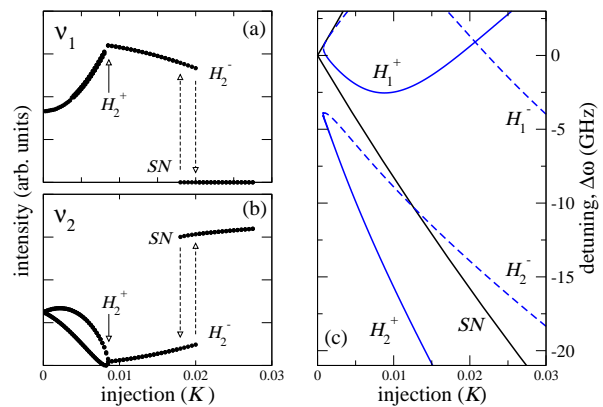 ν₁
(a)
H₂⁺
H₂⁻
SN
ν₂
(b)
SN
H₂⁺
H₂⁻
intensity (arb. units)
0
0.01
0.02
0.03
injection (K)
H₁⁺
H₁⁻
H₂⁻
SN
H₂⁺
(c)
0
-5
-10
-15
-20
detuning, Δω (GHz)
0
0.01
0.02
0.03
injection (K)